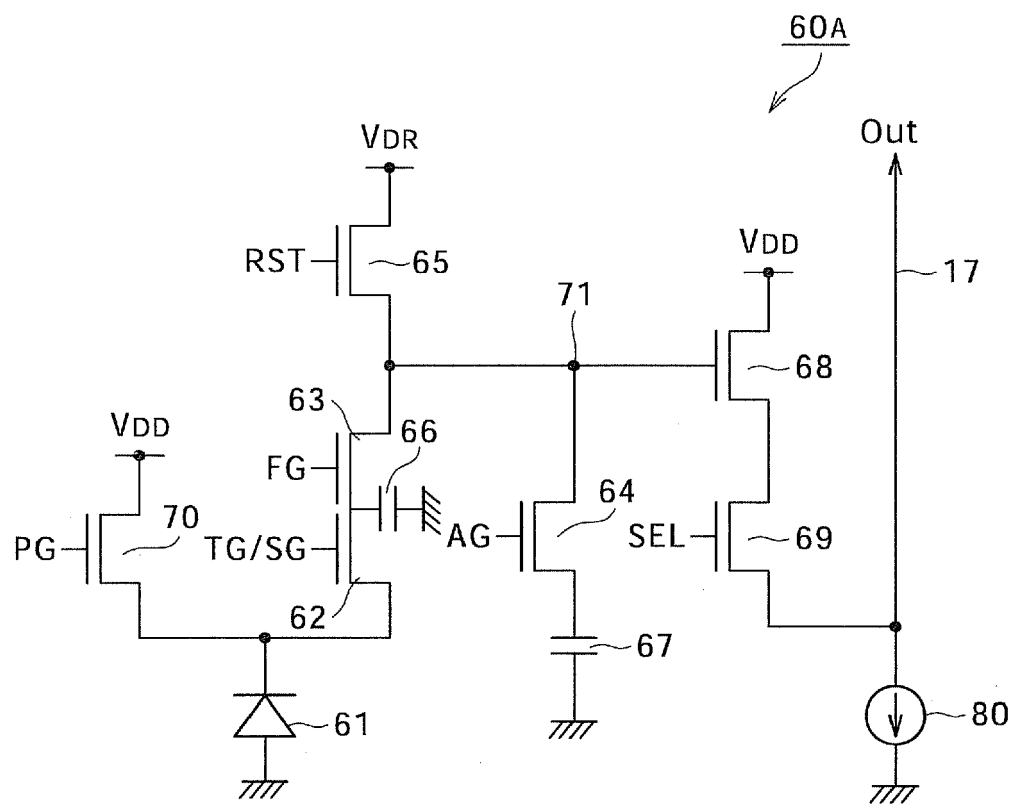 60A
Out
VDR
RST
65
VDD
17
71
68
63
66
VDD
FG
64
70
PG
TG/SG
AG
SEL
69
62
67
61
80